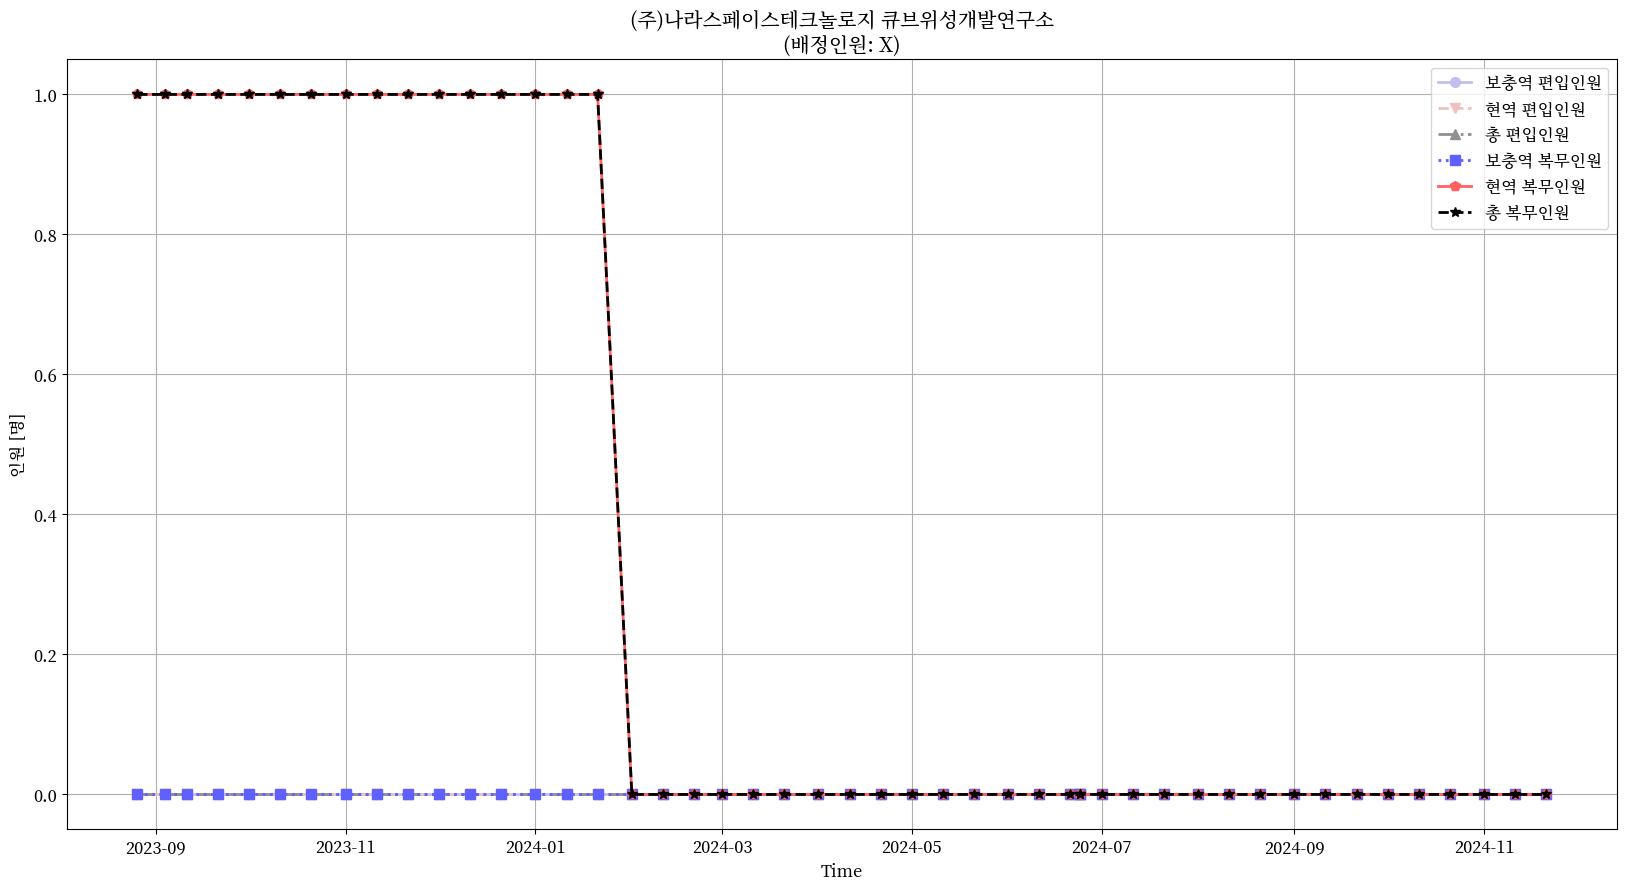 (주)나라스페이스테크놀로지 큐브위성개발연구소
(배정인원: X)
보충역 편입인원
현역 편입인원
총 편입인원
보충역 복무인원
현역 복무인원
총 복무인원
인원 [명]
1.0
0.8
0.6
0.4
0.2
0.0
2023-09
2023-11
2024-01
2024-03
2024-05
2024-07
2024-09
2024-11
Time